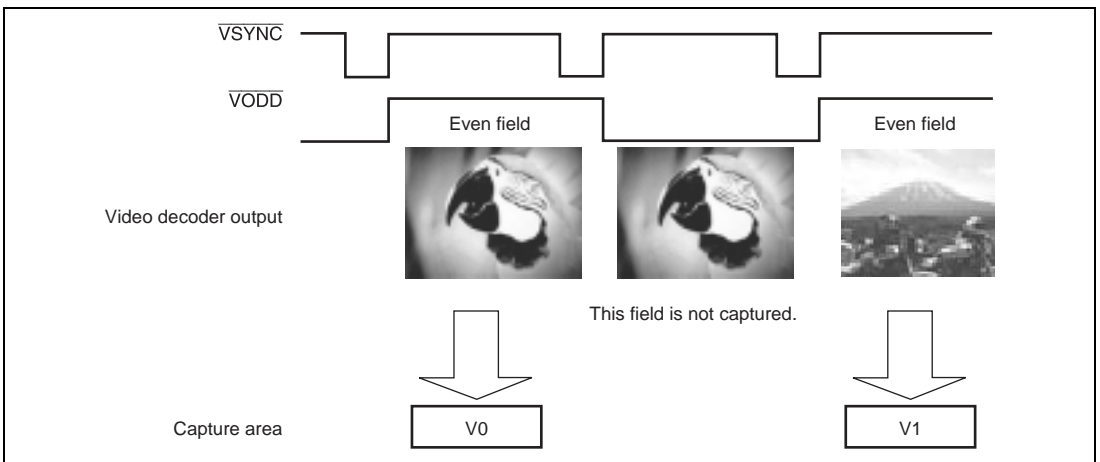 VSYNC
VODD
Even field
Even field
Video decoder output
This field is not captured.
Capture area
V0
V1